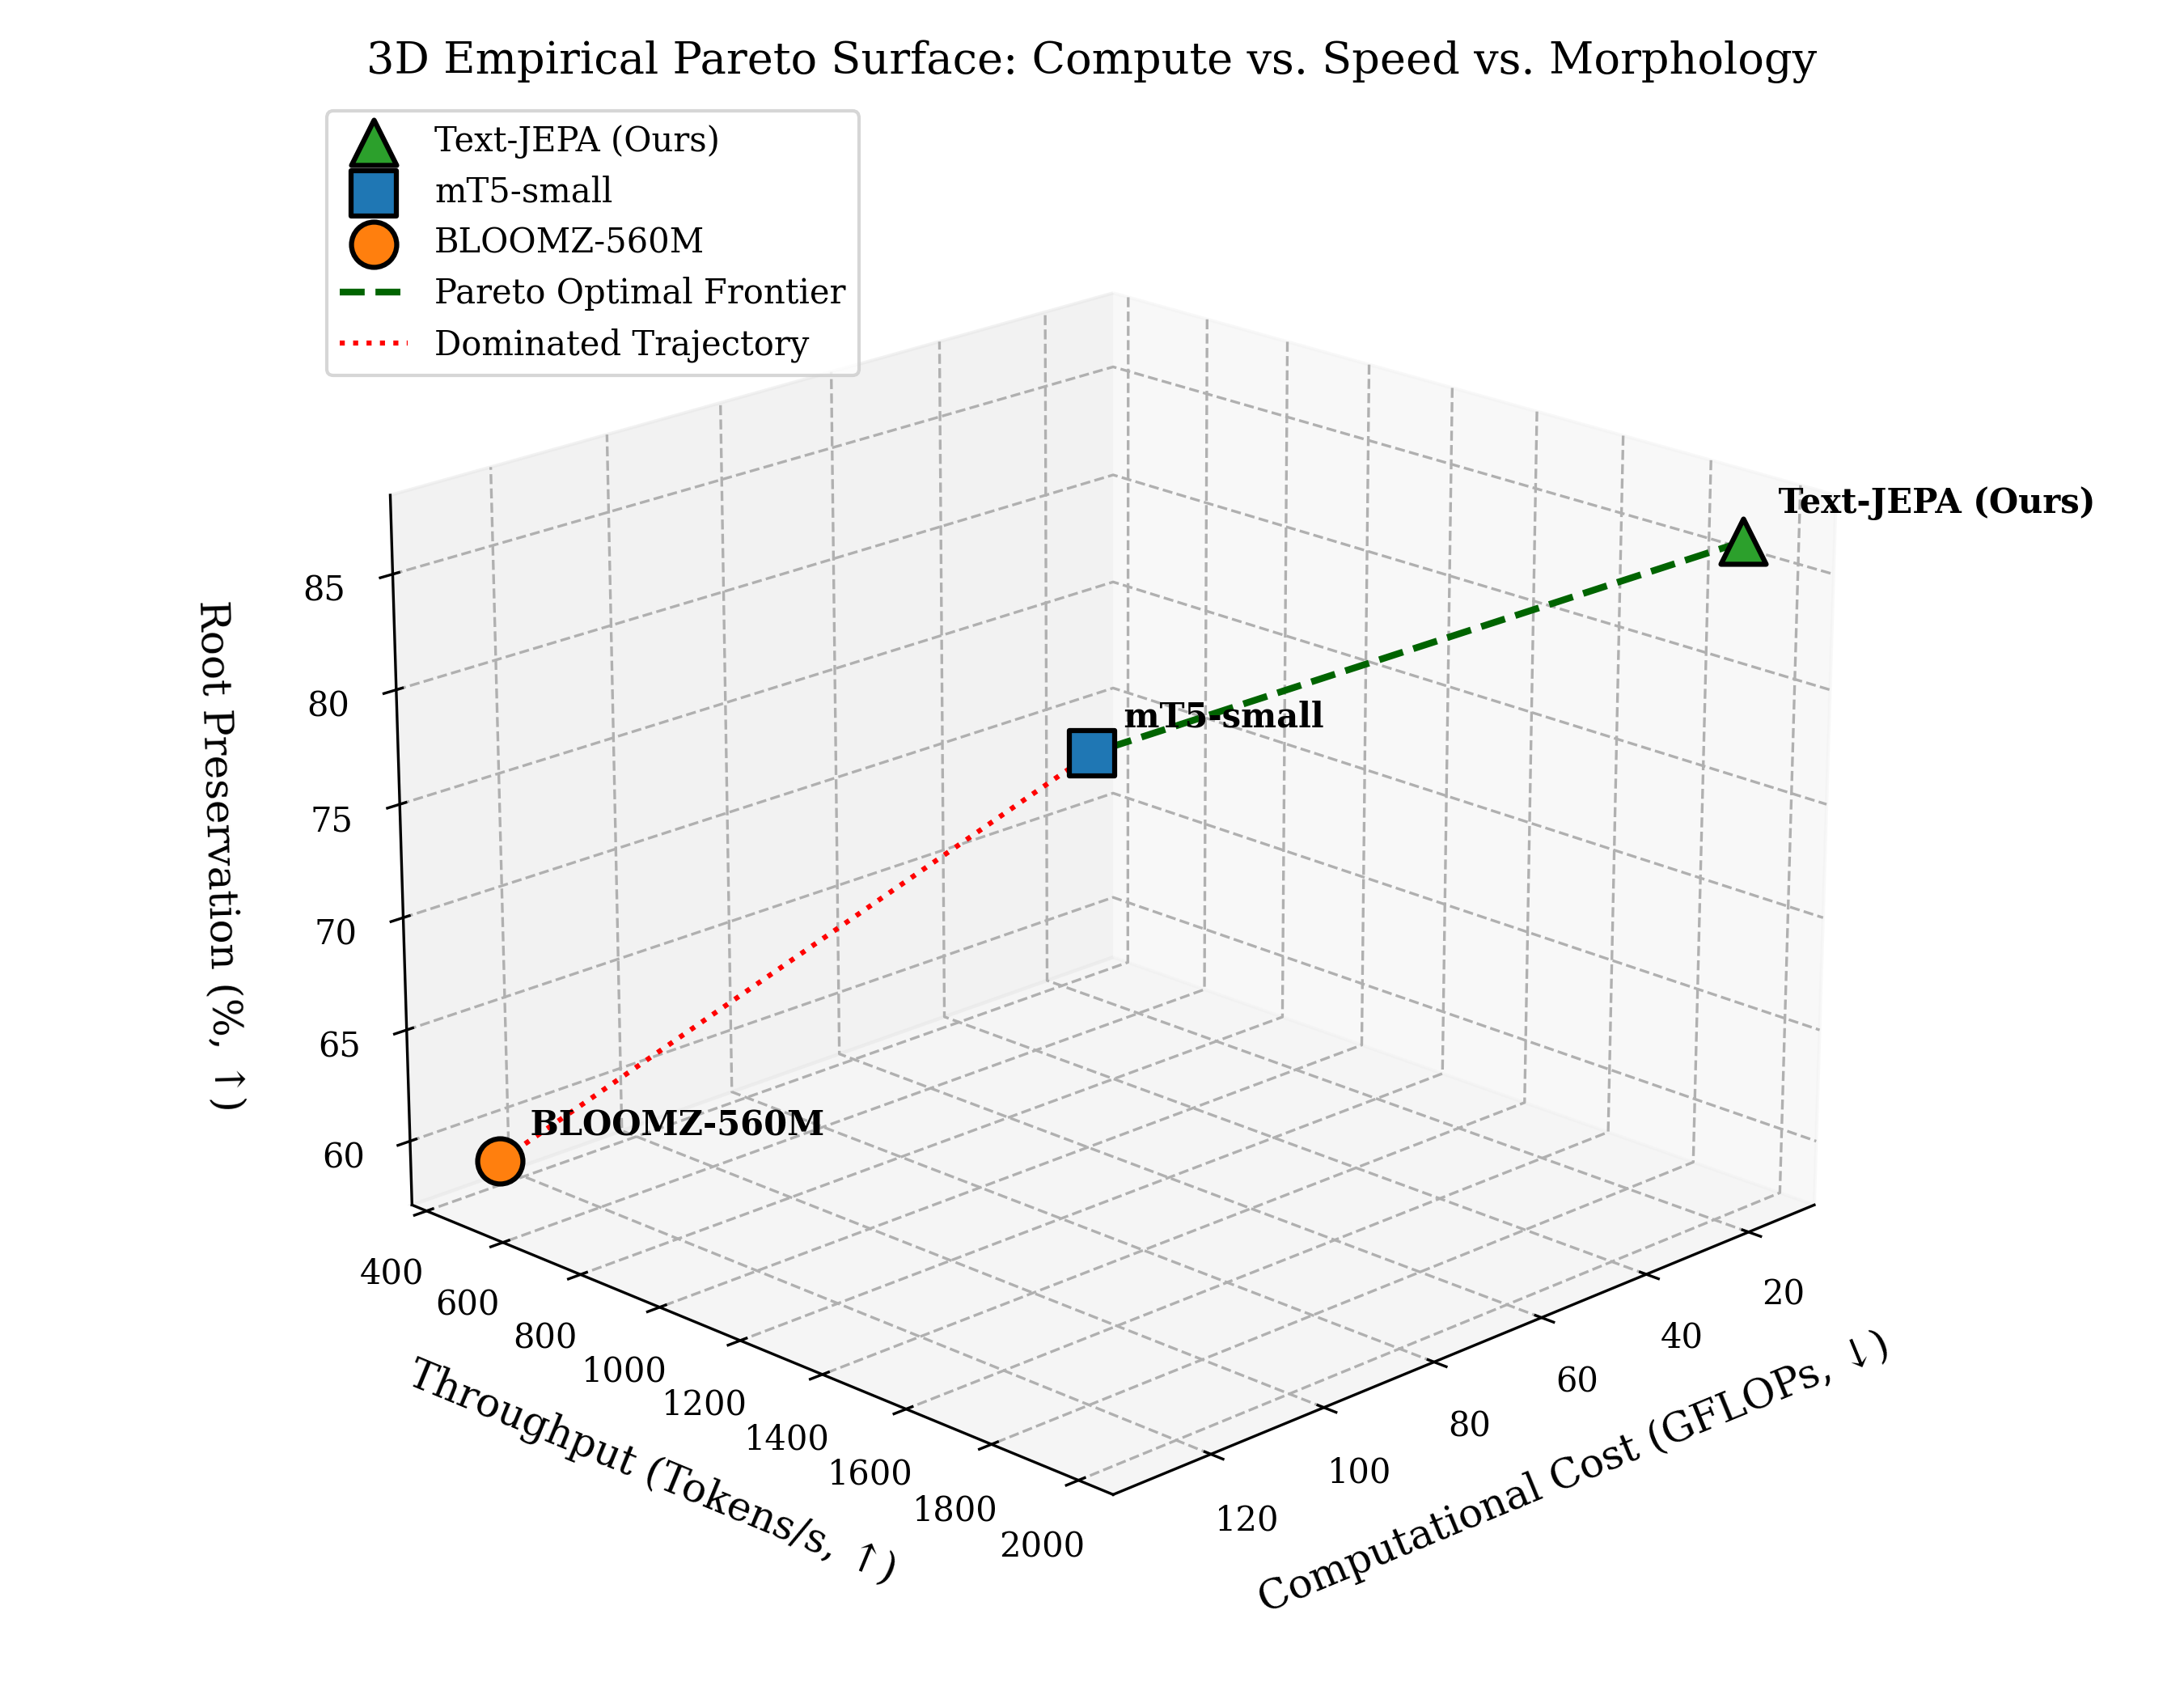 3D Empirical Pareto Surface: Compute vs. Speed vs. Morphology
Text-JEPA (Ours)
mT5-small
BLOOMZ-560M
Pareto Optimal Frontier
Dominated Trajectory
Text-JEPA (Ours)
mT5-small
BLOOMZ-560M
Root Preservation (%, ↑)
85
80
75
70
65
60
400
600
800
1000
1200
1400
1600
1800
2000
Throughput (Tokens/s, ↑)
20
40
60
80
100
120
Computational Cost (GFLOPs, ↓)